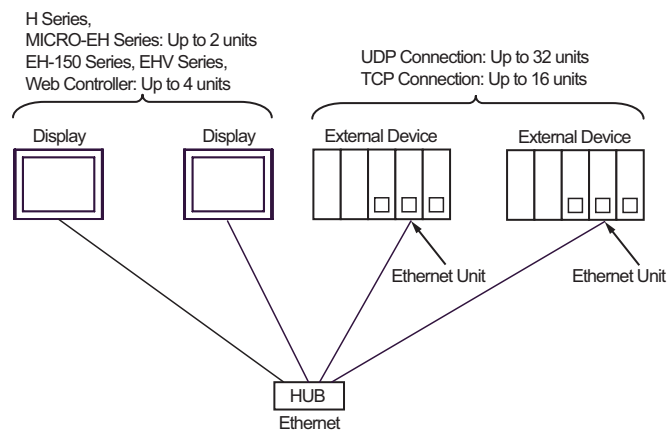 H Series,
MICRO-EH Series: Up to 2 units
EH-150 Series, EHV Series,
Web Controller: Up to 4 units
UDP Connection: Up to 32 units
TCP Connection: Up to 16 units
Display
Display
External Device
External Device
Ethernet Unit
Ethernet Unit
HUB
Ethernet